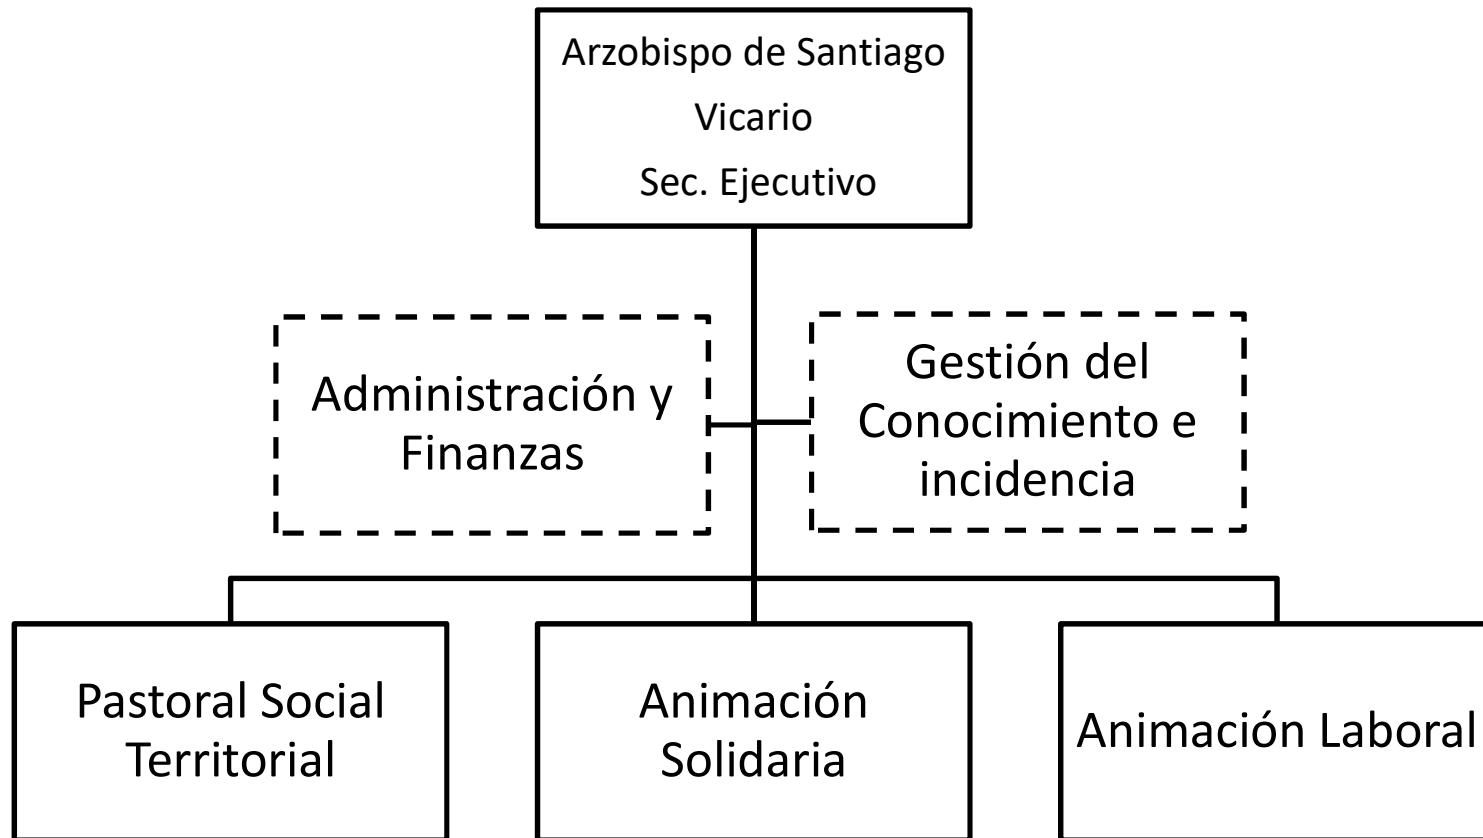 Arzobispo de Santiago
Vicario
Sec. Ejecutivo
Administración y
Finanzas
Gestión del
Conocimiento e
incidencia
Pastoral Social
Territorial
Animación
Solidaria
Animación Laboral